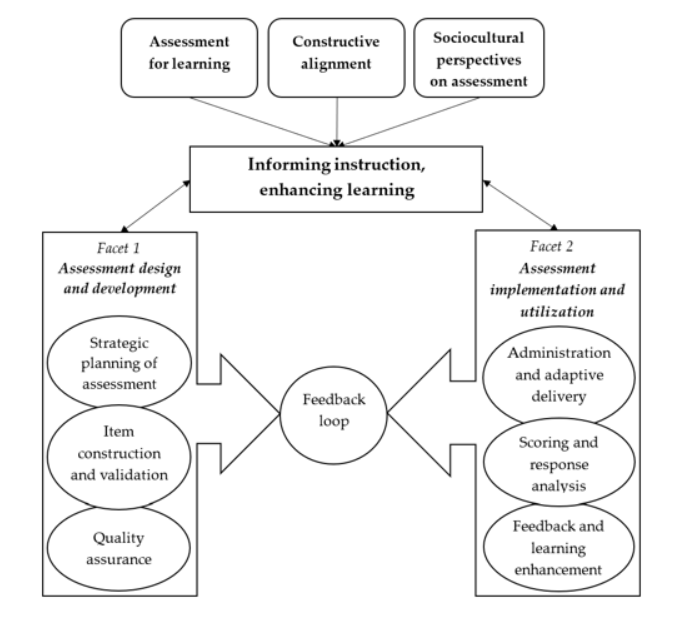 Assessment
for learning
Constructive
alignment
Sociocultural
perspectives
on assessment
Informing instruction,
enhancing learning
Facet 1
Assessment design
and development
Strategic
planning of
assessment
Item
construction
and validation
Quality
assurance
Feedback
loop
Facet 2
Assessment
implementation and
utilization
Administration
and adaptive
delivery
Scoring and
response
analysis
Feedback and
learning
enhancement